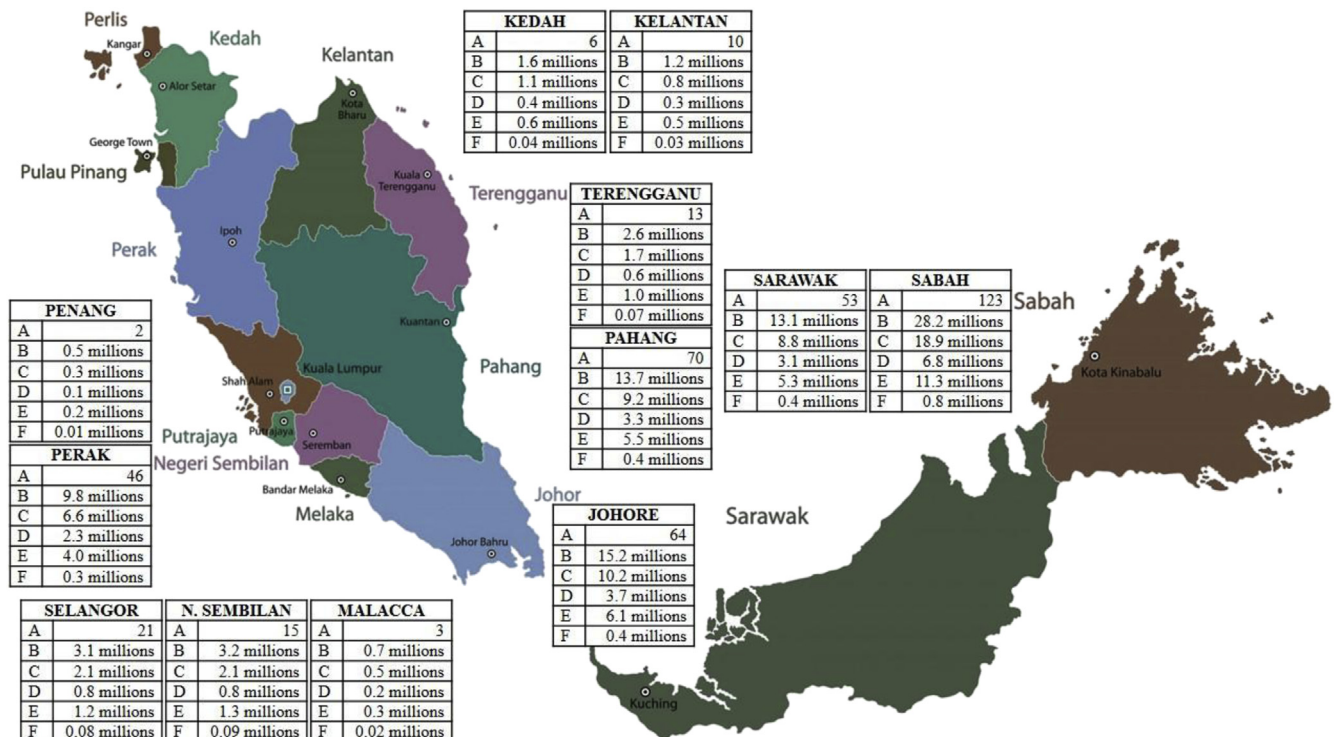 Perlis
Kangar
Kedah
Alor Setar
Kelantan
Kota
Bharu
George Town
Pulau Pinang
Kuala
Terengganu
Terengganu
Ipoh
Perak
Kuantan
Pahang
Kuala Lumpur
Shah Alam
Putrajaya
Putrajaya
Seremban
Negeri Sembilan
Bandar Melaka
Melaka
Johor
Johor Bahru
Sabah
Kota Kinabalu
Sarawak
Kuching
KEDAH
A 6
B 1.6 millions
C 1.1 millions
D 0.4 millions
E 0.6 millions
F 0.04 millions
KELANTAN
A 10
B 1.2 millions
C 0.8 millions
D 0.3 millions
E 0.5 millions
F 0.03 millions
TERENGGANU
A 13
B 2.6 millions
C 1.7 millions
D 0.6 millions
E 1.0 millions
F 0.07 millions
PAHANG
A 70
B 13.7 millions
C 9.2 millions
D 3.3 millions
E 5.5 millions
F 0.4 millions
SARAWAK
A 53
B 13.1 millions
C 8.8 millions
D 3.1 millions
E 5.3 millions
F 0.4 millions
SABAH
A 123
B 28.2 millions
C 18.9 millions
D 6.8 millions
E 11.3 millions
F 0.8 millions
PENANG
A 2
B 0.5 millions
C 0.3 millions
D 0.1 millions
E 0.2 millions
F 0.01 millions
PERAK
A 46
B 9.8 millions
C 6.6 millions
D 2.3 millions
E 4.0 millions
F 0.3 millions
JOHORE
A 64
B 15.2 millions
C 10.2 millions
D 3.7 millions
E 6.1 millions
F 0.4 millions
SELANGOR
A 21
B 3.1 millions
C 2.1 millions
D 0.8 millions
E 1.2 millions
F 0.08 millions
N. SEMBILAN
A 15
B 3.2 millions
C 2.1 millions
D 0.8 millions
E 1.3 millions
F 0.09 millions
MALACCA
A 3
B 0.7 millions
C 0.5 millions
D 0.2 millions
E 0.3 millions
F 0.02 millions